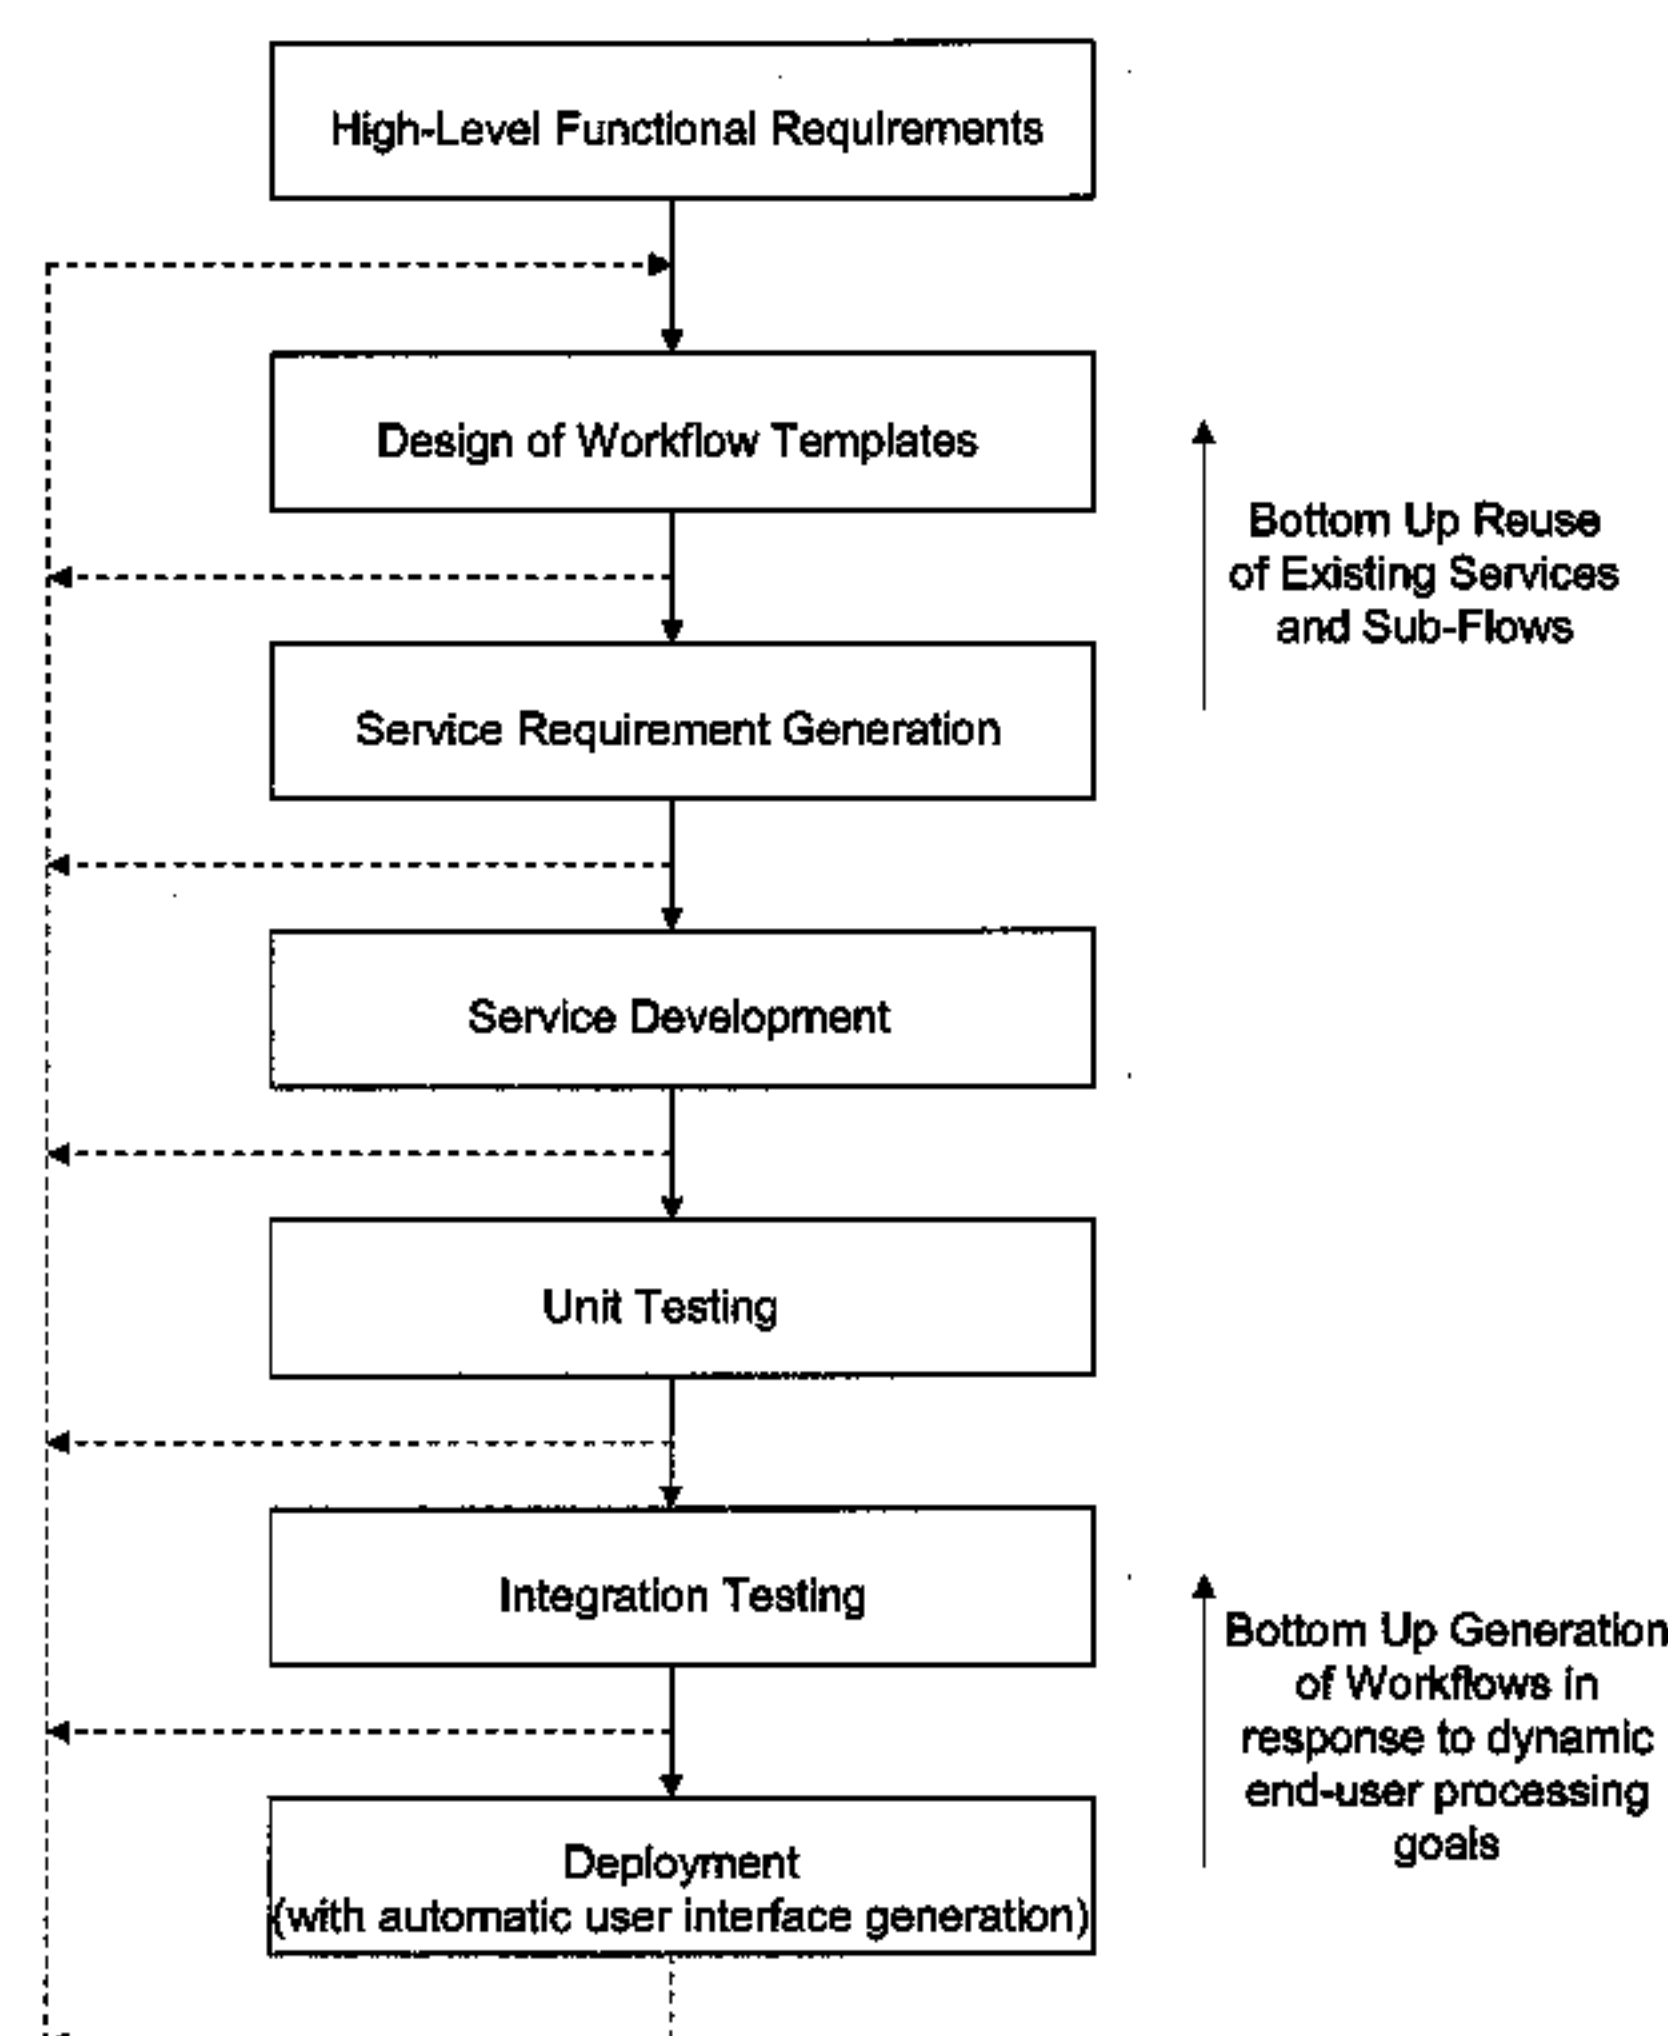 High-Level Functional Requirements
Design of Workflow Templates
Bottom Up Reuse
of Existing Services
and Sub-Flows
Service Requirement Generation
Service Development
Unit Testing
Integration Testing
Bottom Up Generation
of Workflows in
response to dynamic
end-user processing
goals
Deployment
(with automatic user interface generation)